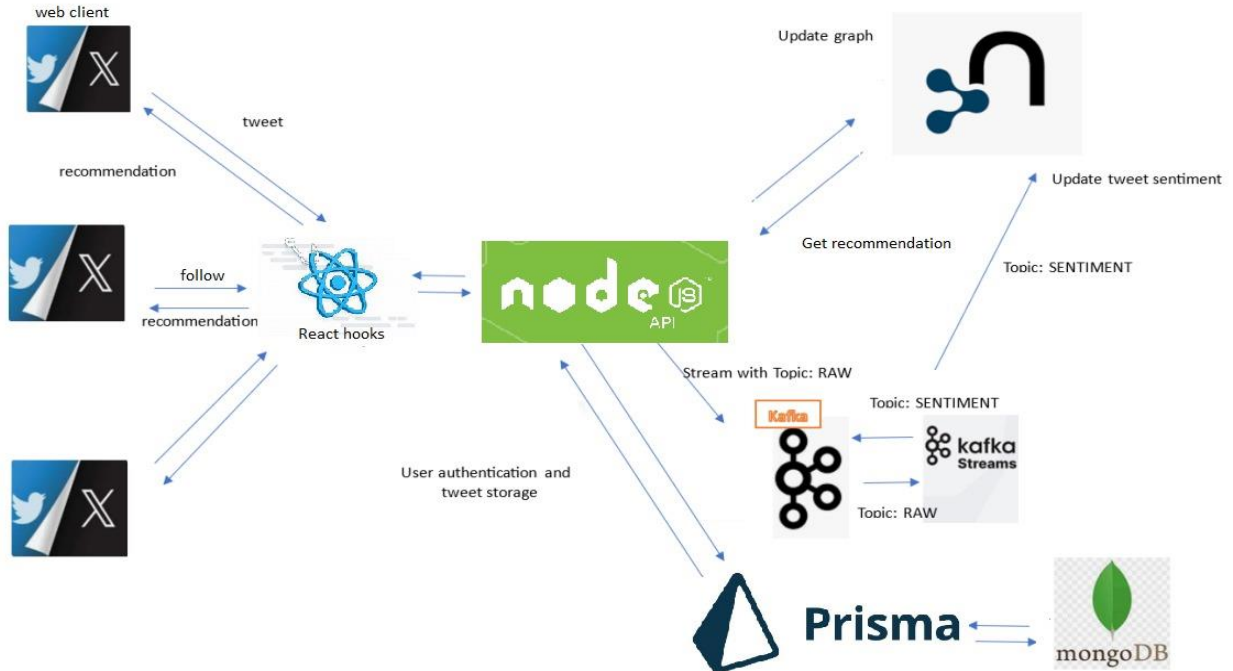 web client
Update graph
tweet
recommendation
Update tweet sentiment
Get recommendation
Topic: SENTIMENT
follow
recommendation
React hooks
node JS
API
Stream with Topic: RAW
Topic: SENTIMENT
Kafka
kafka
Streams
Topic: RAW
User authentication and
tweet storage
Prisma
mongoDB